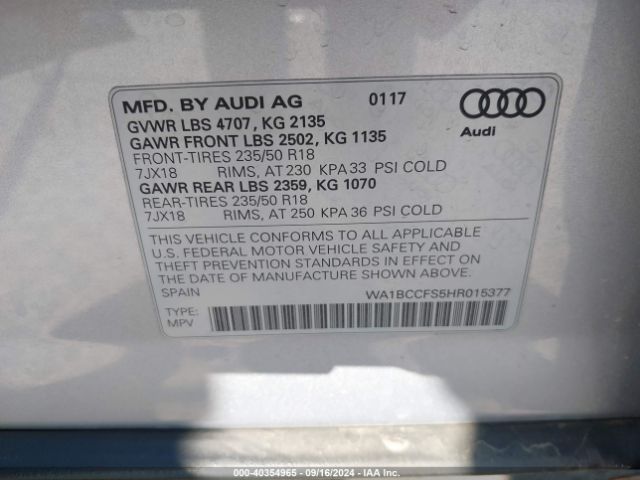 MFD. BY AUDI AG 0117
GVWR LBS 4707, KG 2135
GAWR FRONT LBS 2502, KG 1135
FRONT-TIRES 235/50 R18
7JX18 RIMS, AT 230 KPA 33 PSI COLD
GAWR REAR LBS 2359, KG 1070
REAR-TIRES 235/50 R18
7JX18 RIMS, AT 250 KPA 36 PSI COLD
Audi
THIS VEHICLE CONFORMS TO ALL APPLICABLE
U.S. FEDERAL MOTOR VEHICLE SAFETY AND
THEFT PREVENTION STANDARDS IN EFFECT ON
THE DATE OF MANUFACTURE SHOWN ABOVE.
SPAIN WA1BCCFS5HR015377
TYPE:
MPV
000-40354965 - 09/16/2024 - IAA Inc.